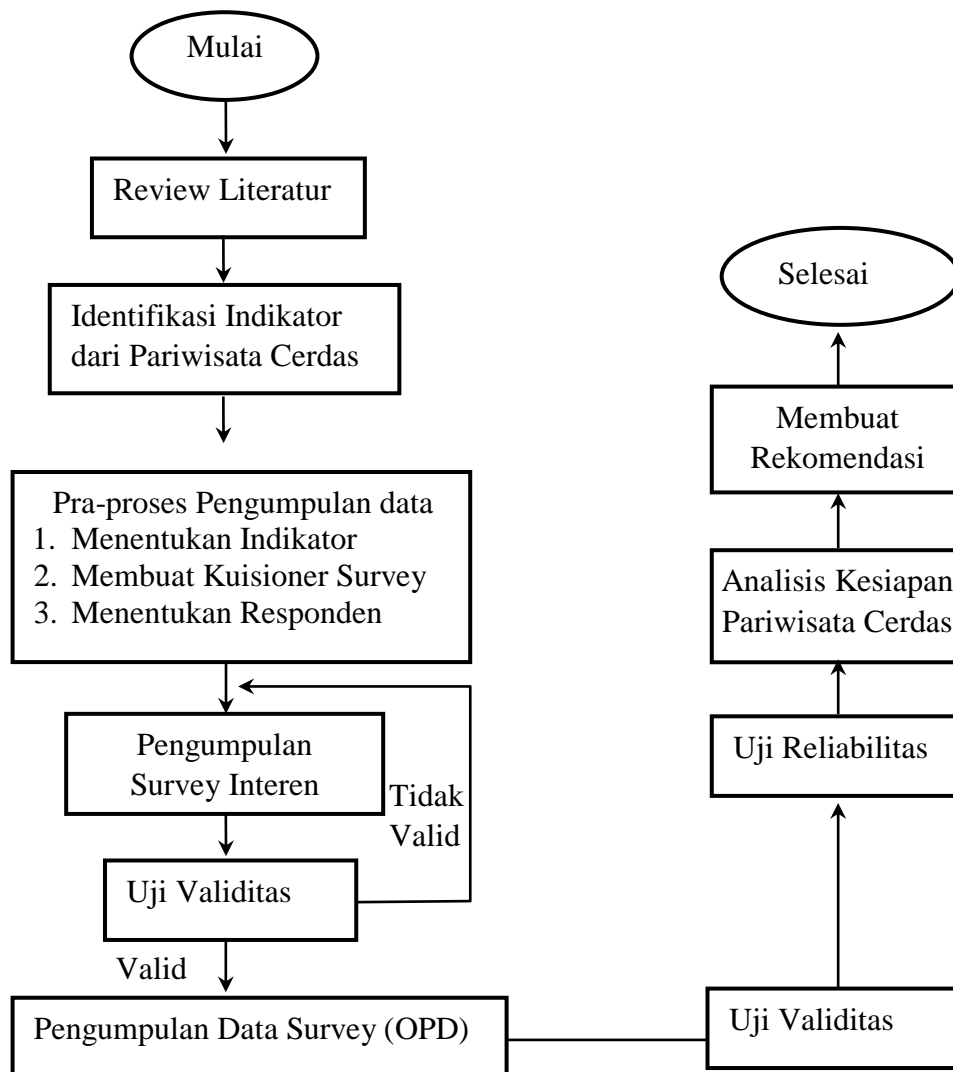 Mulai
Review Literatur
Identifikasi Indikator
dari Pariwisata Cerdas
Pra-proses Pengumpulan data
1. Menentukan Indikator
2. Membuat Kuisioner Survey
3. Menentukan Responden
Pengumpulan
Survey Interen
Tidak
Valid
Uji Validitas
Valid
Pengumpulan Data Survey (OPD)
Uji Validitas
Uji Reliabilitas
Analisis Kesiapan
Pariwisata Cerdas
Membuat
Rekomendasi
Selesai